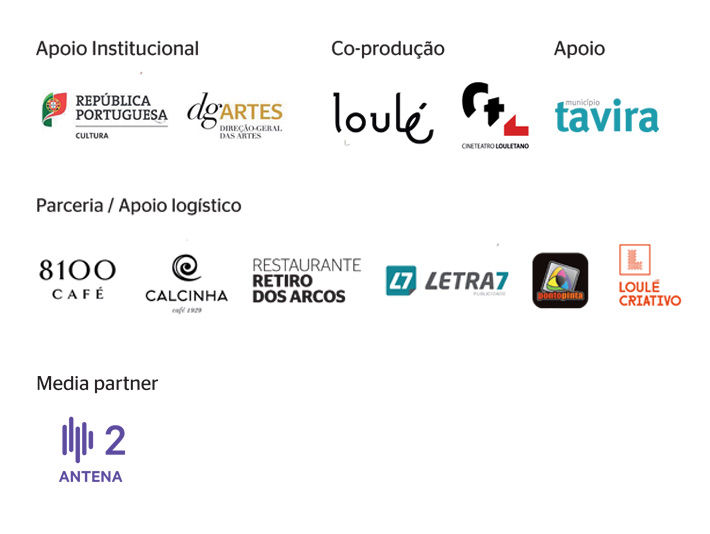 Apoio Institucional
Co-produção
Apoio
REPÚBLICA
PORTUGUESA
CULTURA
dgARTES
DIREÇÃO-GERAL
DAS ARTES
loulé
CTL
CINETEATRO LOULETANO
município
tavira
Parceria / Apoio logístico
8100
CAFÉ
CALCINHA
café 1929
RESTAURANTE
RETIRO
DOS ARCOS
L7 LETRA7
PUBLICIDADE
pontopinta
L
LOULÉ
CRIATIVO
Media partner
2
ANTENA